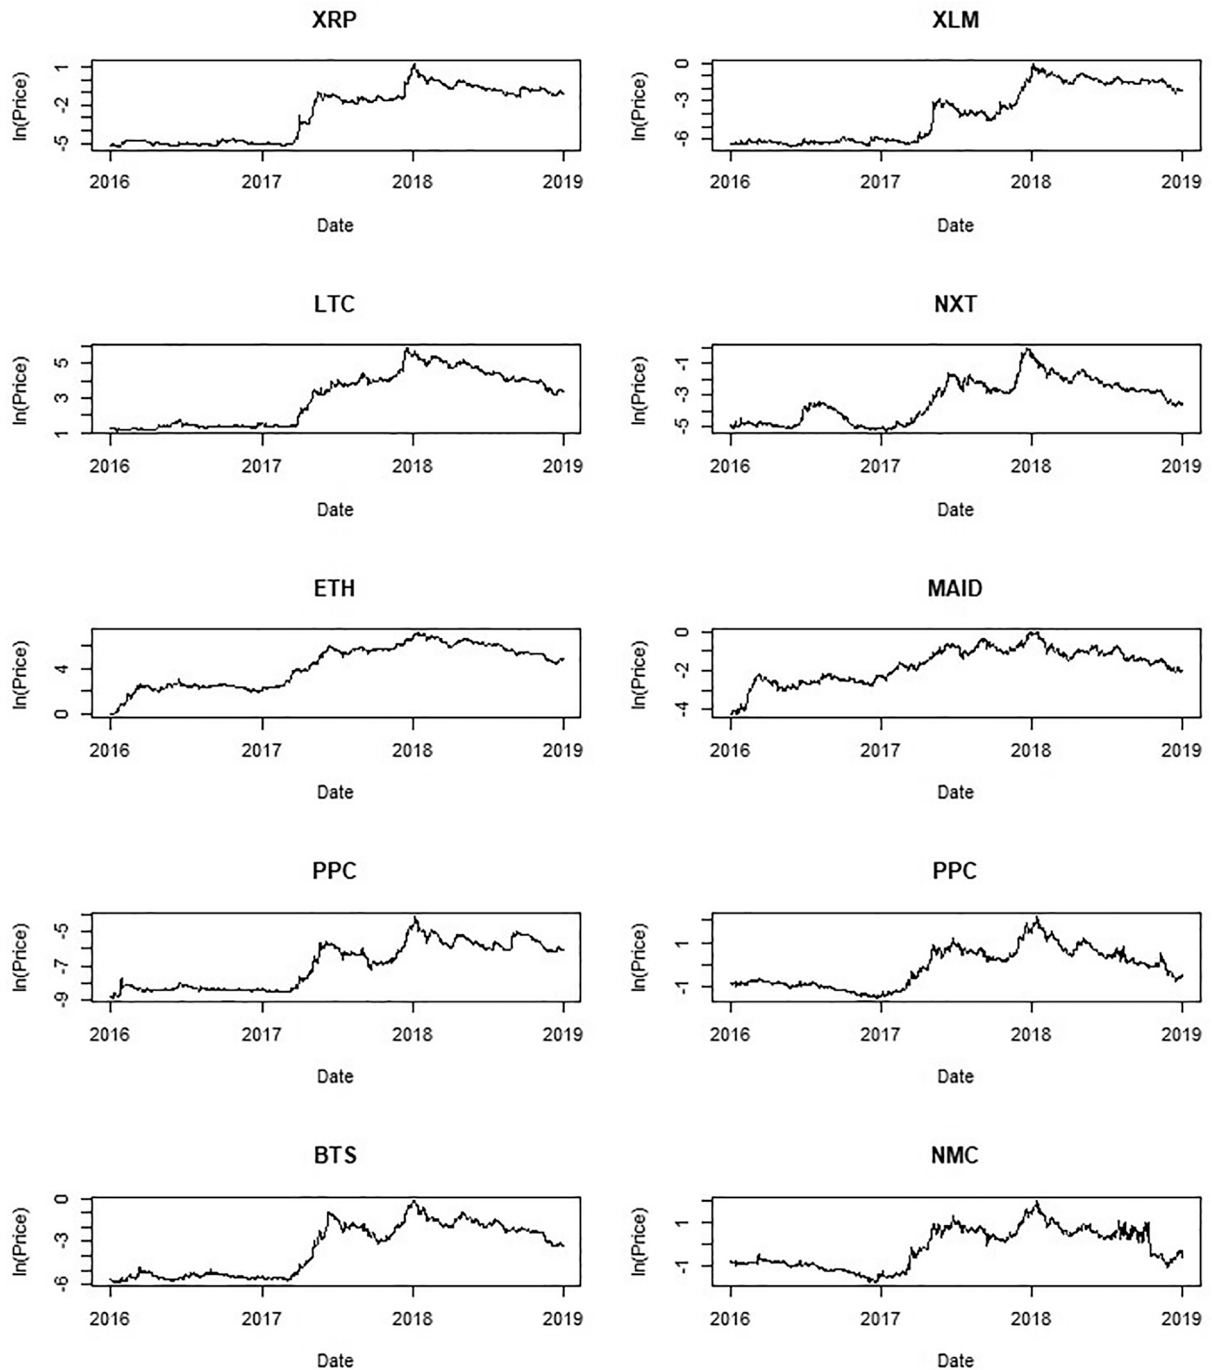 XRP XLM
ln(Price) 1 -2 -5 ln(Price) 0 -3 -6
2016 2017 2018 2019 2016 2017 2018 2019
Date Date
LTC NXT
ln(Price) 5 3 1 ln(Price) -1 -3 -5
2016 2017 2018 2019 2016 2017 2018 2019
Date Date
ETH MAID
ln(Price) 4 0 ln(Price) 0 -2 -4
2016 2017 2018 2019 2016 2017 2018 2019
Date Date
PPC PPC
ln(Price) -5 -7 -9 ln(Price) 1 -1
2016 2017 2018 2019 2016 2017 2018 2019
Date Date
BTS NMC
ln(Price) 0 -3 -6 ln(Price) 1 -1
2016 2017 2018 2019 2016 2017 2018 2019
Date Date